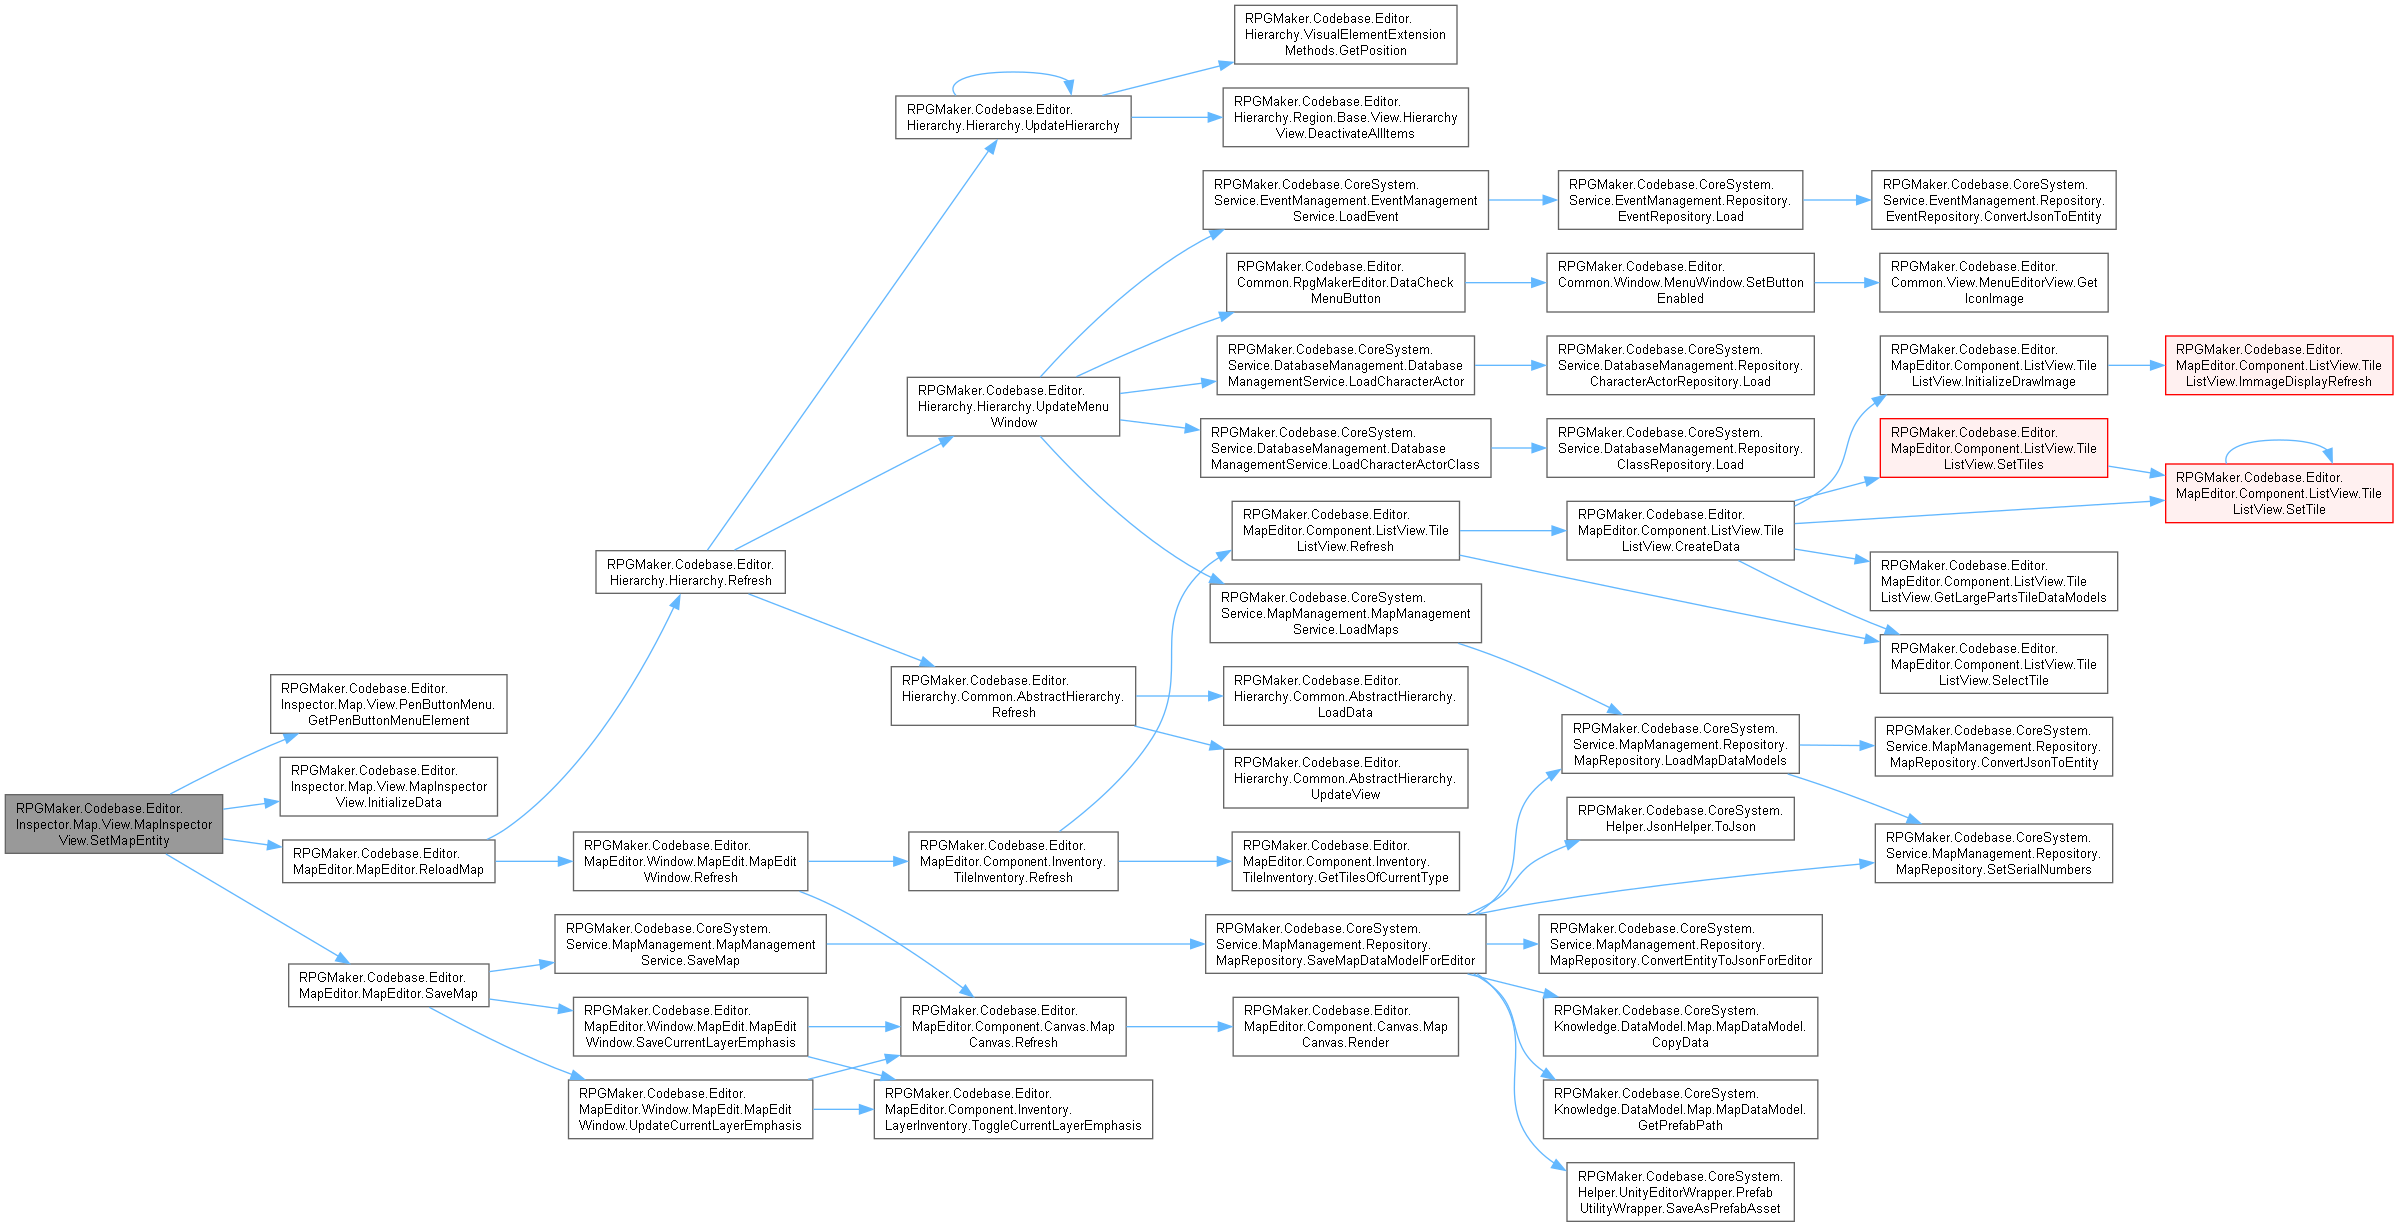 RPGMaker.Codebase.Editor.
Hierarchy.VisualElementExtension
Methods.GetPosition
RPGMaker.Codebase.Editor.
Hierarchy.Hierarchy.UpdateHierarchy
RPGMaker.Codebase.Editor.
Hierarchy.Region.Base.View.Hierarchy
View.DeactivateAllItems
RPGMaker.Codebase.CoreSystem.
Service.EventManagement.EventManagement
Service.LoadEvent
RPGMaker.Codebase.CoreSystem.
Service.EventManagement.Repository.
EventRepository.Load
RPGMaker.Codebase.CoreSystem.
Service.EventManagement.Repository.
EventRepository.ConvertJsonToEntity
RPGMaker.Codebase.Editor.
Common.RpgMakerEditor.DataCheck
MenuButton
RPGMaker.Codebase.Editor.
Common.Window.MenuWindow.SetButton
Enabled
RPGMaker.Codebase.Editor.
Common.View.MenuEditorView.Get
IconImage
RPGMaker.Codebase.CoreSystem.
Service.DatabaseManagement.Database
ManagementService.LoadCharacterActor
RPGMaker.Codebase.CoreSystem.
Service.DatabaseManagement.Repository.
CharacterActorRepository.Load
RPGMaker.Codebase.Editor.
MapEditor.Component.ListView.Tile
ListView.InitializeDrawImage
RPGMaker.Codebase.Editor.
MapEditor.Component.ListView.Tile
ListView.ImmageDisplayRefresh
RPGMaker.Codebase.Editor.
Hierarchy.Hierarchy.UpdateMenu
Window
RPGMaker.Codebase.CoreSystem.
Service.DatabaseManagement.Database
ManagementService.LoadCharacterActorClass
RPGMaker.Codebase.CoreSystem.
Service.DatabaseManagement.Repository.
ClassRepository.Load
RPGMaker.Codebase.Editor.
MapEditor.Component.ListView.Tile
ListView.SetTiles
RPGMaker.Codebase.Editor.
MapEditor.Component.ListView.Tile
ListView.SetTile
RPGMaker.Codebase.Editor.
MapEditor.Component.ListView.Tile
ListView.Refresh
RPGMaker.Codebase.Editor.
MapEditor.Component.ListView.Tile
ListView.CreateData
RPGMaker.Codebase.Editor.
MapEditor.Component.ListView.Tile
ListView.GetLargePartsTileDataModels
RPGMaker.Codebase.Editor.
Hierarchy.Hierarchy.Refresh
RPGMaker.Codebase.CoreSystem.
Service.MapManagement.MapManagement
Service.LoadMaps
RPGMaker.Codebase.Editor.
MapEditor.Component.ListView.Tile
ListView.SelectTile
RPGMaker.Codebase.Editor.
Inspector.Map.View.PenButtonMenu.
GetPenButtonMenuElement
RPGMaker.Codebase.Editor.
Hierarchy.Common.AbstractHierarchy.
Refresh
RPGMaker.Codebase.Editor.
Hierarchy.Common.AbstractHierarchy.
LoadData
RPGMaker.Codebase.CoreSystem.
Service.MapManagement.Repository.
MapRepository.LoadMapDataModels
RPGMaker.Codebase.CoreSystem.
Service.MapManagement.Repository.
MapRepository.ConvertJsonToEntity
RPGMaker.Codebase.Editor.
Inspector.Map.View.MapInspector
View.InitializeData
RPGMaker.Codebase.Editor.
Hierarchy.Common.AbstractHierarchy.
UpdateView
RPGMaker.Codebase.Editor.
Inspector.Map.View.MapInspector
View.SetMapEntity
RPGMaker.Codebase.CoreSystem.
Helper.JsonHelper.ToJson
RPGMaker.Codebase.Editor.
MapEditor.MapEditor.ReloadMap
RPGMaker.Codebase.Editor.
MapEditor.Window.MapEdit.MapEdit
Window.Refresh
RPGMaker.Codebase.Editor.
MapEditor.Component.Inventory.
TileInventory.Refresh
RPGMaker.Codebase.Editor.
MapEditor.Component.Inventory.
TileInventory.GetTilesOfCurrentType
RPGMaker.Codebase.CoreSystem.
Service.MapManagement.Repository.
MapRepository.SetSerialNumbers
RPGMaker.Codebase.CoreSystem.
Service.MapManagement.MapManagement
Service.SaveMap
RPGMaker.Codebase.CoreSystem.
Service.MapManagement.Repository.
MapRepository.SaveMapDataModelForEditor
RPGMaker.Codebase.CoreSystem.
Service.MapManagement.Repository.
MapRepository.ConvertEntityToJsonForEditor
RPGMaker.Codebase.Editor.
MapEditor.MapEditor.SaveMap
RPGMaker.Codebase.Editor.
MapEditor.Window.MapEdit.MapEdit
Window.SaveCurrentLayerEmphasis
RPGMaker.Codebase.Editor.
MapEditor.Component.Canvas.Map
Canvas.Refresh
RPGMaker.Codebase.Editor.
MapEditor.Component.Canvas.Map
Canvas.Render
RPGMaker.Codebase.CoreSystem.
Knowledge.DataModel.Map.MapDataModel.
CopyData
RPGMaker.Codebase.Editor.
MapEditor.Window.MapEdit.MapEdit
Window.UpdateCurrentLayerEmphasis
RPGMaker.Codebase.Editor.
MapEditor.Component.Inventory.
LayerInventory.ToggleCurrentLayerEmphasis
RPGMaker.Codebase.CoreSystem.
Knowledge.DataModel.Map.MapDataModel.
GetPrefabPath
RPGMaker.Codebase.CoreSystem.
Helper.UnityEditorWrapper.Prefab
UtilityWrapper.SaveAsPrefabAsset